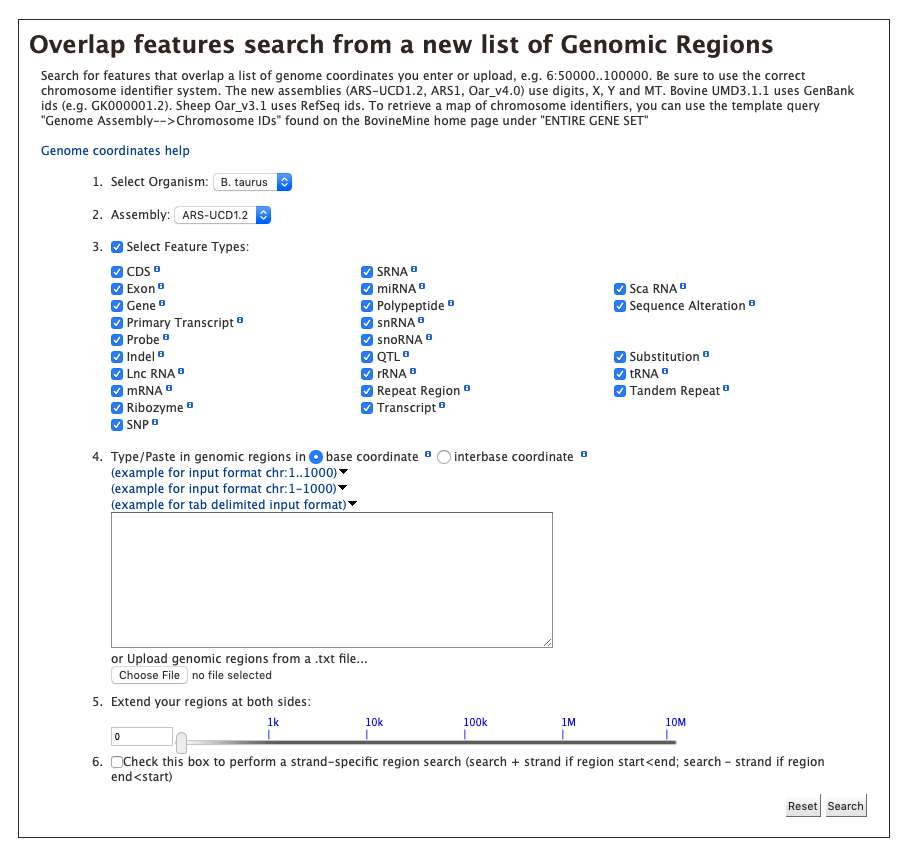 Overlap features search from a new list of Genomic Regions
Search for features that overlap a list of genome coordinates you enter or upload, e.g. 6:50000..100000. Be sure to use the correct
chromosome identifier system. The new assemblies (ARS-UCD1.2, ARS1, Oar_v4.0) use digits, X, Y and MT. Bovine UMD3.1.1 uses GenBank
ids (e.g. GK000001.2). Sheep Oar_v3.1 uses RefSeq ids. To retrieve a map of chromosome identifiers, you can use the template query
"Genome Assembly-->Chromosome IDs" found on the BovineMine home page under "ENTIRE GENE SET"
Genome coordinates help
1. Select Organism: B. taurus
2. Assembly: ARS-UCD1.2
3. Select Feature Types:
CDS SRNA
Exon miRNA Sca RNA
Gene Polypeptide Sequence Alteration
Primary Transcript snRNA
Probe snoRNA
Indel QTL Substitution
Lnc RNA rRNA tRNA
mRNA Repeat Region Tandem Repeat
Ribozyme Transcript
SNP
4. Type/Paste in genomic regions in base coordinate interbase coordinate
(example for input format chr:1..1000)
(example for input format chr:1-1000)
(example for tab delimited input format)
or Upload genomic regions from a .txt file...
Choose File no file selected
5. Extend your regions at both sides:
1k 10k 100k 1M 10M
0
6. Check this box to perform a strand-specific region search (search + strand if region start<end; search - strand if region
end<start)
Reset Search